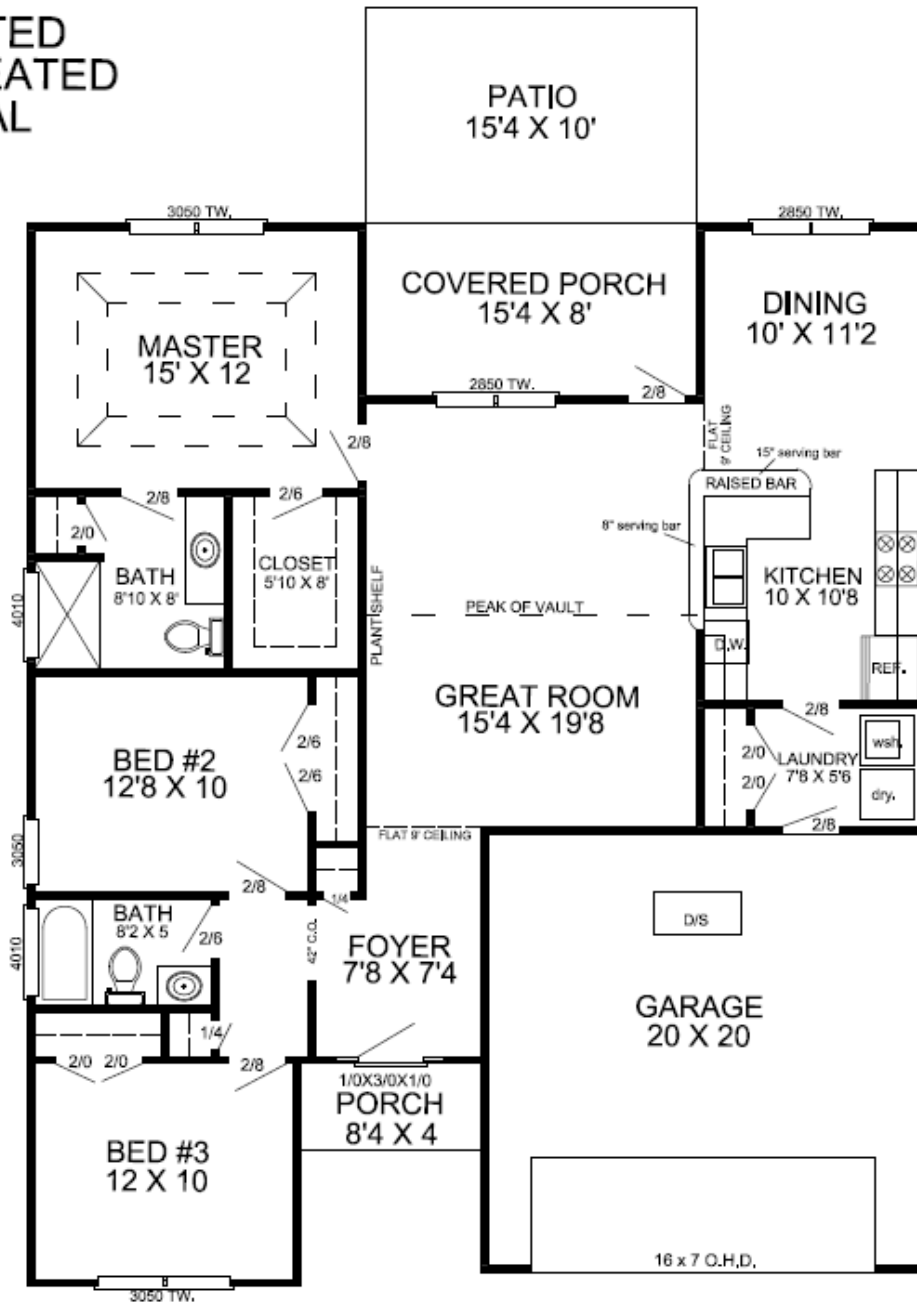 TED
EATED
AL
PATIO
15'4 X 10'
3050 TW.
2850 TW.
COVERED PORCH
15'4 X 8'
DINING
10' X 11'2
MASTER
15' X 12
2850 TW.
2/8
2/8
FLAT
9' CEILING
15" serving bar
RAISED BAR
2/8
2/6
2/0
8" serving bar
BATH
8'10 X 8'
CLOSET
5'10 X 8'
KITCHEN
10 X 10'8
4010
PLANT SHELF
PEAK OF VAULT
D.W.
REF.
GREAT ROOM
15'4 X 19'8
2/8
BED #2
12'8 X 10
2/6
2/6
2/0
2/0
LAUNDRY
7'8 X 5'6
wsh.
dry.
2/8
3050
FLAT 9' CEILING
2/8
1/4
D/S
BATH
8'2 X 5
2/6
4010
42" C.O.
FOYER
7'8 X 7'4
GARAGE
20 X 20
1/4
2/0 2/0
2/8
1/0X3/0X1/0
PORCH
8'4 X 4
BED #3
12 X 10
16 x 7 O.H.D.
3050 TW.